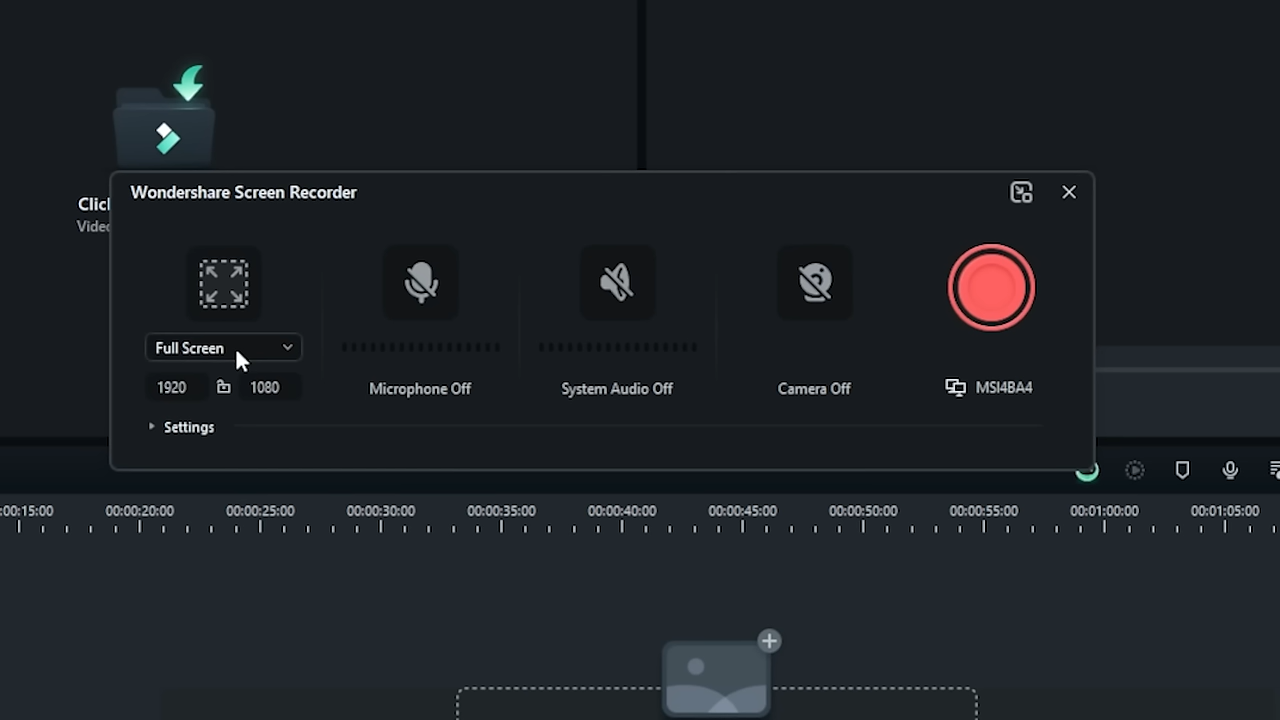 Wondershare Screen Recorder
Video
Full Screen
1920 1080
Microphone Off
System Audio Off
Camera Off
MSI4BA4
Settings
:00:15:00 00:00:20:00 00:00:25:00 00:00:30:00 00:00:35:00 00:00:40:00 00:00:45:00 00:00:50:00 00:00:55:00 00:01:00:00 00:01:05:00